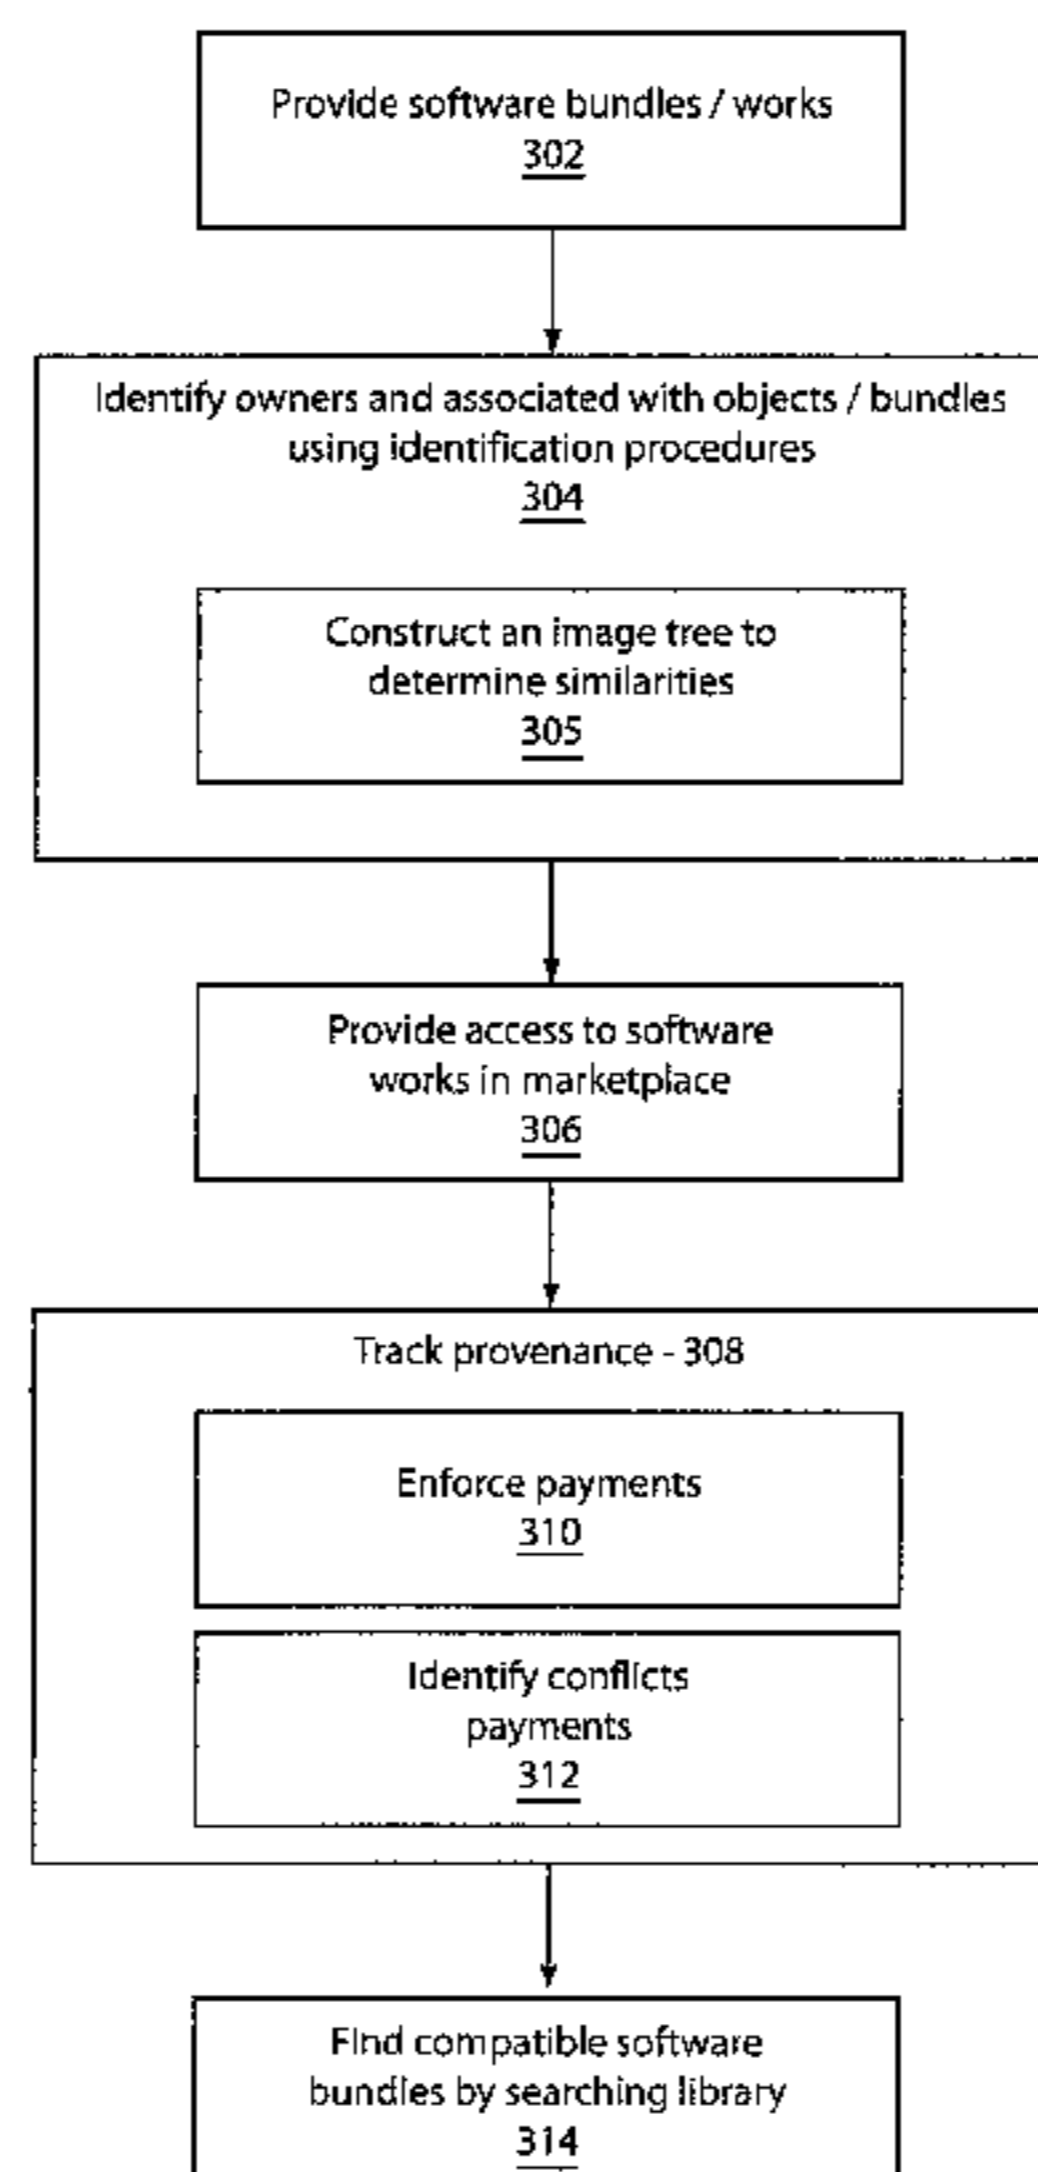 Provide software bundles / works
302
Identify owners and associated with objects / bundles
using identification procedures
304
Construct an image tree to
determine similarities
305
Provide access to software
works in marketplace
306
Track provenance - 308
Enforce payments
310
Identify conflicts
payments
312
Find compatible software
bundles by searching library
314